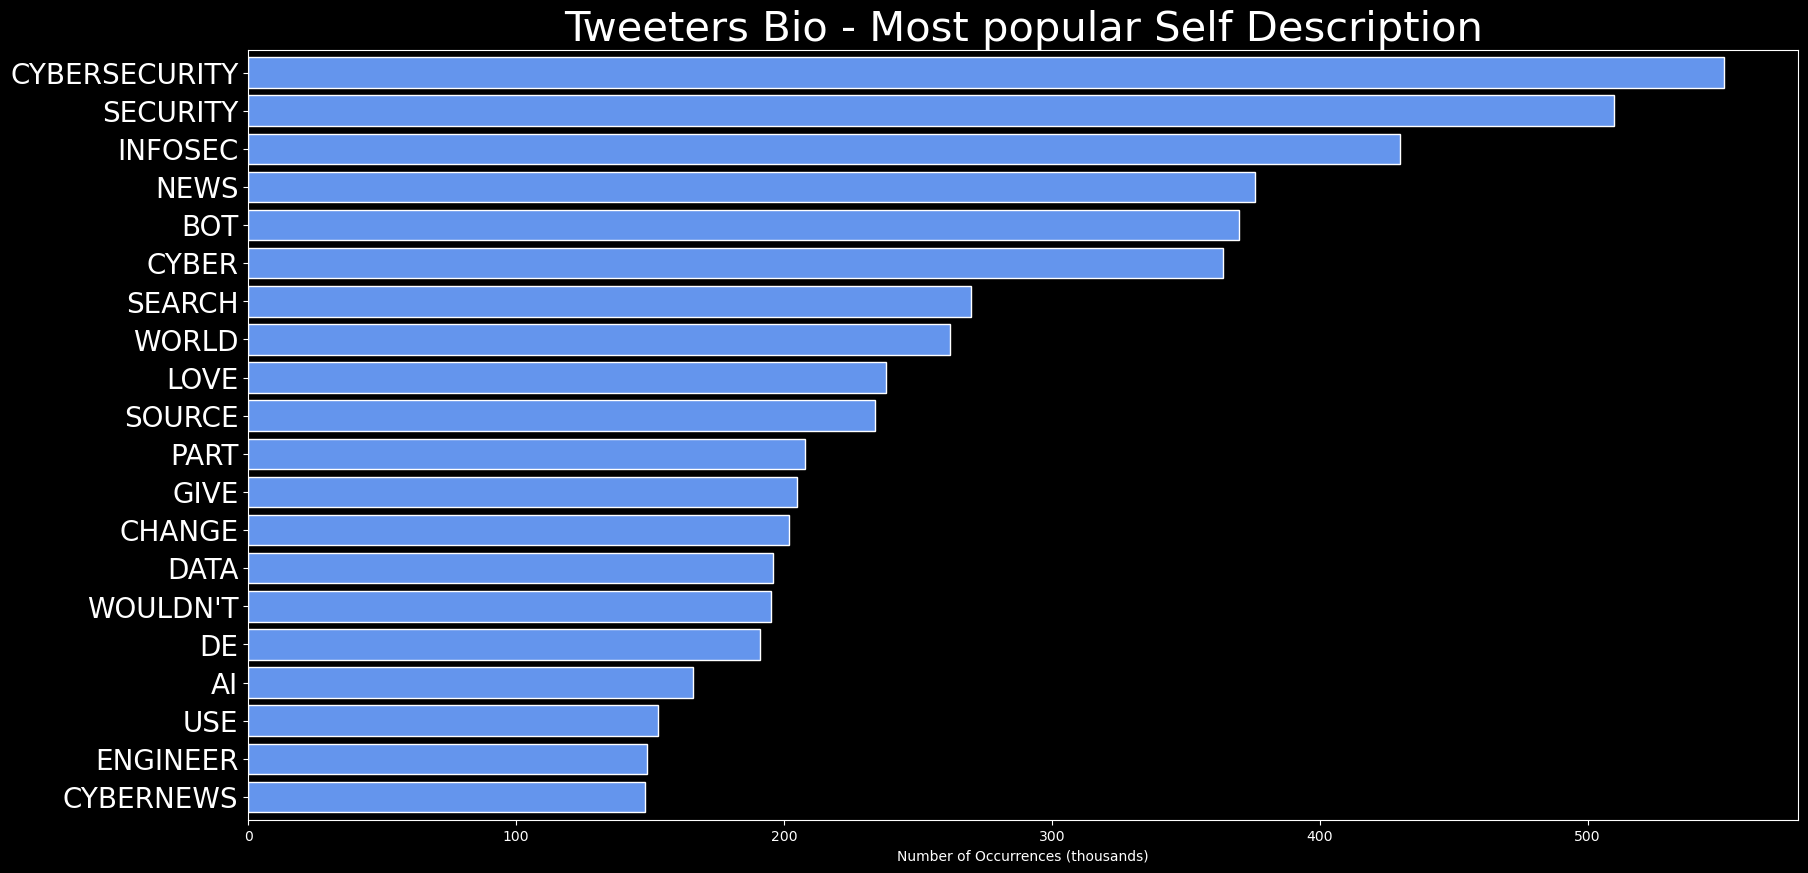 Tweeters Bio - Most popular Self Description
CYBERSECURITY
SECURITY
INFOSEC
NEWS
BOT
CYBER
SEARCH
WORLD
LOVE
SOURCE
PART
GIVE
CHANGE
DATA
WOULDN'T
DE
AI
USE
ENGINEER
CYBERNEWS
0 100 200 300 400 500
Number of Occurrences (thousands)